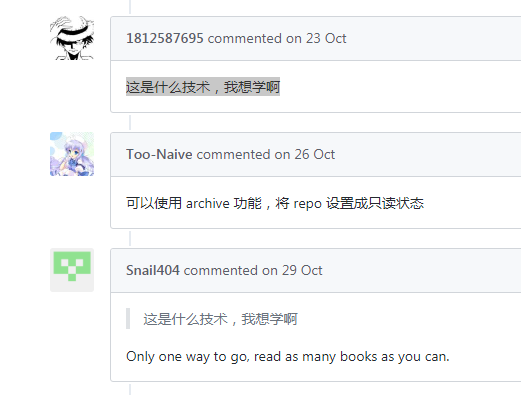 1812587695 commented on 23 Oct
这是什么技术，我想学啊
Too-Naive commented on 26 Oct
可以使用 archive 功能，将 repo 设置成只读状态
Snail404 commented on 29 Oct
这是什么技术，我想学啊
Only one way to go, read as many books as you can.